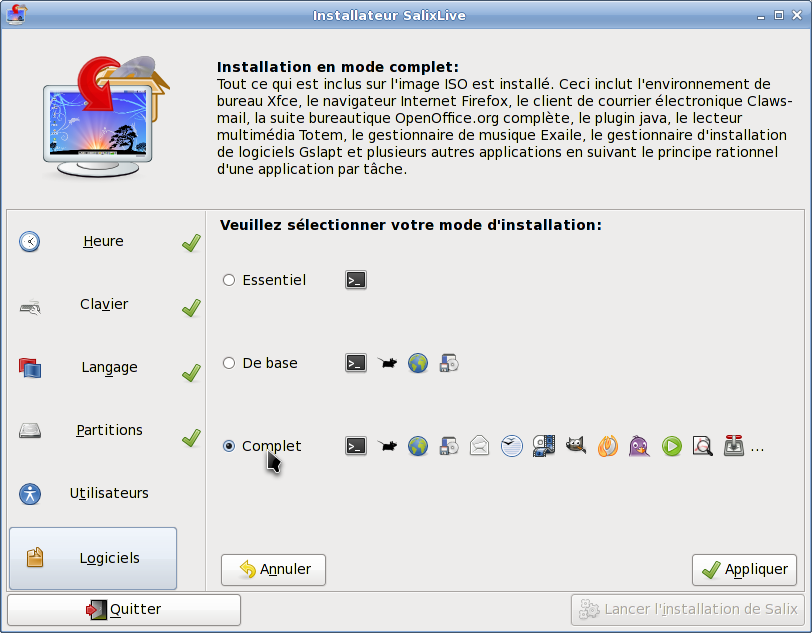 Installateur SalixLive
Installation en mode complet:
Tout ce qui est inclus sur l'image ISO est installé. Ceci inclut l'environnement de
bureau Xfce, le navigateur Internet Firefox, le client de courrier électronique Claws-
mail, la suite bureautique OpenOffice.org complète, le plugin java, le lecteur
multimédia Totem, le gestionnaire de musique Exaile, le gestionnaire d'installation
de logiciels Gslapt et plusieurs autres applications en suivant le principe rationnel
d'une application par tâche.
Heure
Clavier
Langage
Partitions
Utilisateurs
Logiciels
Veuillez sélectionner votre mode d'installation:
Essentiel
De base
Complet
...
Annuler
Appliquer
Quitter
Lancer l'installation de Salix